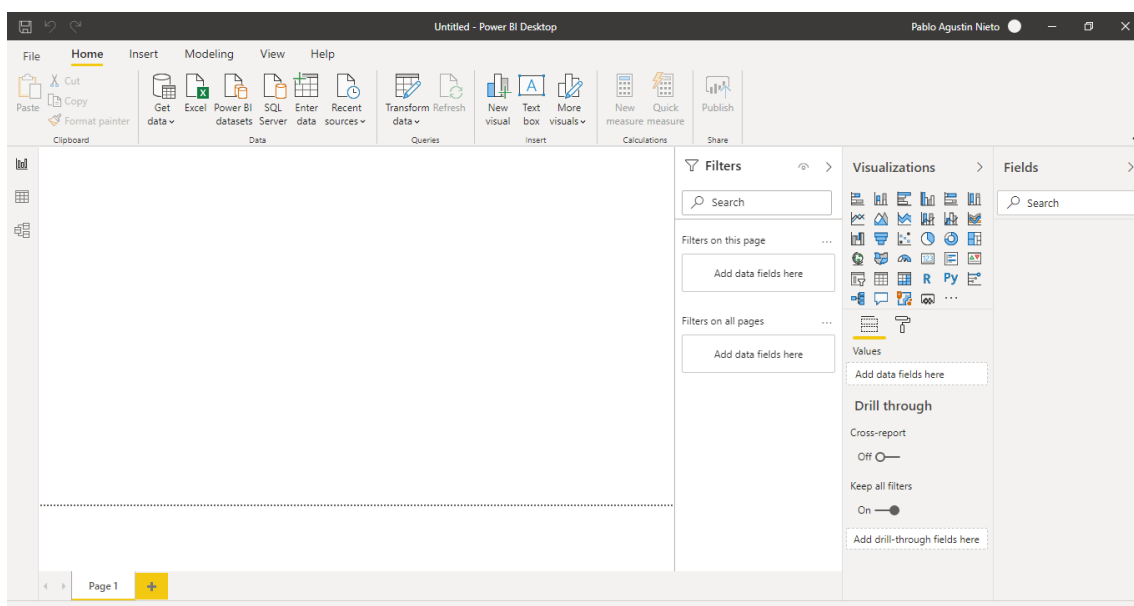 Untitled - Power BI Desktop
Pablo Agustin Nieto
File Home Insert Modeling View Help
Paste
Cut
Copy
Format painter
Clipboard
Get data
Excel
Power BI datasets
SQL Server
Enter data
Recent sources
Data
Transform data
Refresh
Queries
New visual
Text box
More visuals
Insert
New measure
Quick measure
Calculations
Publish
Share
Filters
Search
Filters on this page
Add data fields here
Filters on all pages
Add data fields here
Visualizations
R Py
123
Values
Add data fields here
Drill through
Cross-report
Off
Keep all filters
On
Add drill-through fields here
Fields
Search
Page 1